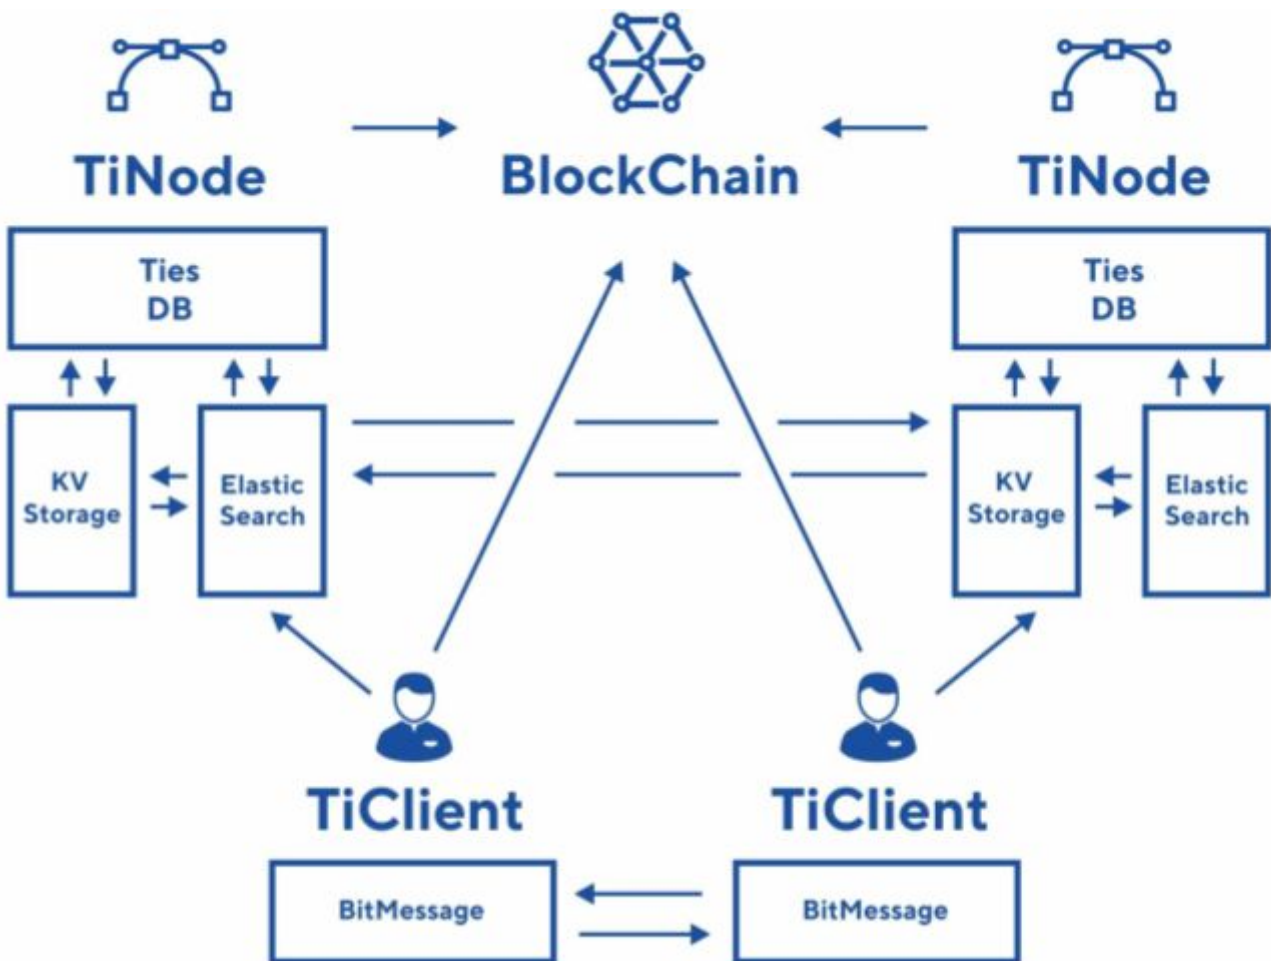 TiNode
BlockChain
TiNode
Ties
DB
Ties
DB
KV
Storage
Elastic
Search
KV
Storage
Elastic
Search
TiClient
TiClient
BitMessage
BitMessage